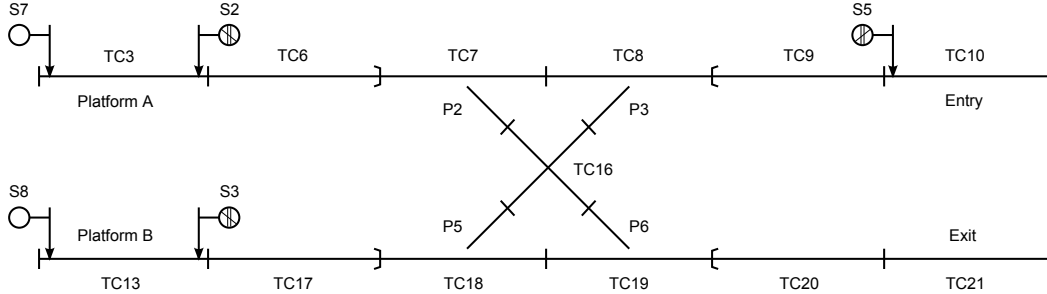 S7
S2
S5
TC3
TC6
TC7
TC8
TC9
TC10
Platform A
P2
P3
Entry
TC16
S8
S3
Platform B
P5
P6
Exit
TC13
TC17
TC18
TC19
TC20
TC21